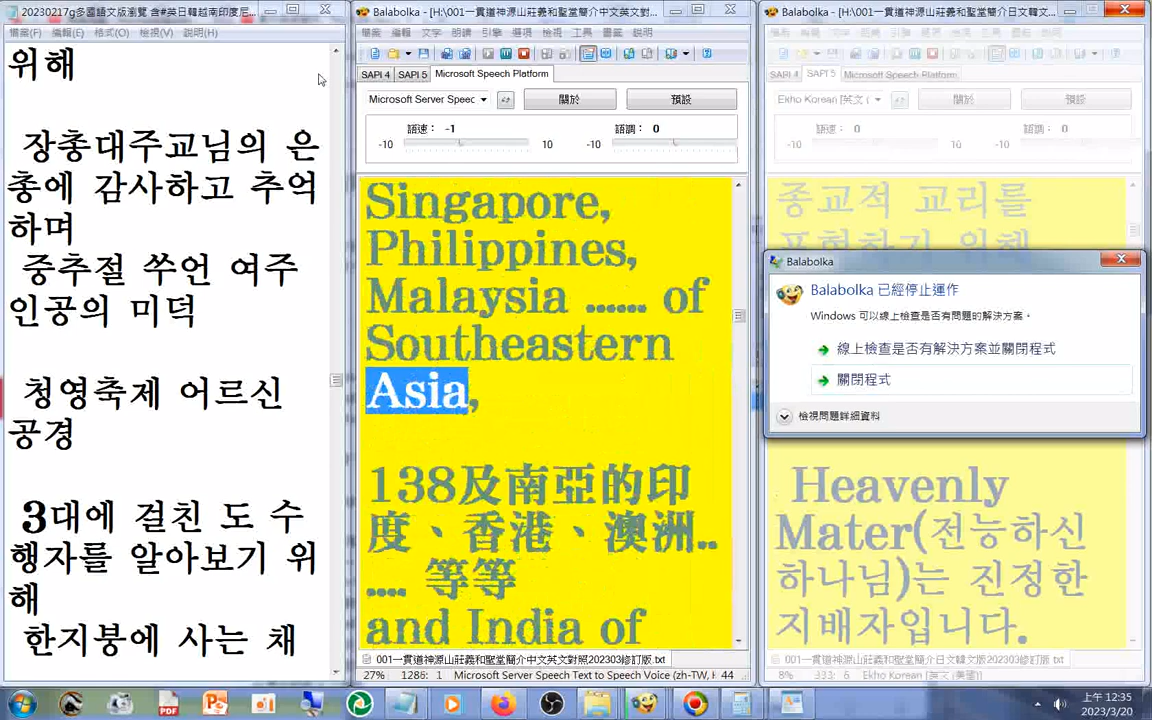 20230217g多國語文版瀏覽 含#英日韓越南印度尼...
檔案(F) 編輯(E) 格式(O) 檢視(V) 說明(H)
위해
장총대주교님의 은
총에 감사하고 추억
하며
중추절 쑤언 여주
인공의 미덕
청영축제 어르신
공경
3대에 걸친 도 수
행자를 알아보기 위
해
한지붕에 사는 채
Balabolka - [H:\001一貫道神源山莊義和聖堂簡介中文英文對...
檔案 編輯 文字 朗讀 引擎 選項 檢視 工具 書籤 說明
SAPI 4 SAPI 5 Microsoft Speech Platform
Microsoft Server Speec 關於 預設
語速： -1 語調： 0
-10 10 -10 10
Singapore,
Philippines,
Malaysia ...... of
Southeastern
Asia,
138及南亞的印
度、香港、澳洲..
.... 等等
and India of
001一貫道神源山莊義和聖堂簡介中文英文對照202303修訂版.txt
27% 1286: 1 Microsoft Server Speech Text to Speech Voice (zh-TW, 44
Balabolka - [H:\001一貫道神源山莊義和聖堂簡介日文韓文...
SAPI 4 SAPI 5 Microsoft Speech Platform
Ekho Korean [英文 ( 關於 預設
語速： 0 語調： 0
-10 10 -10 10
종교적 교리를
표현하기 위해
Balabolka
Balabolka 已經停止運作
Windows 可以線上檢查是否有問題的解決方案。
線上檢查是否有解決方案並關閉程式
關閉程式
檢視問題詳細資料
Heavenly
Mater(전능하신
하나님)는 진정한
지배자입니다.
001一貫道神源山莊義和聖堂簡介日文韓文版202303修訂版.txt
8% 333: 6 Ekho Korean [英文 (美國)]
上午 12:35
2023/3/20